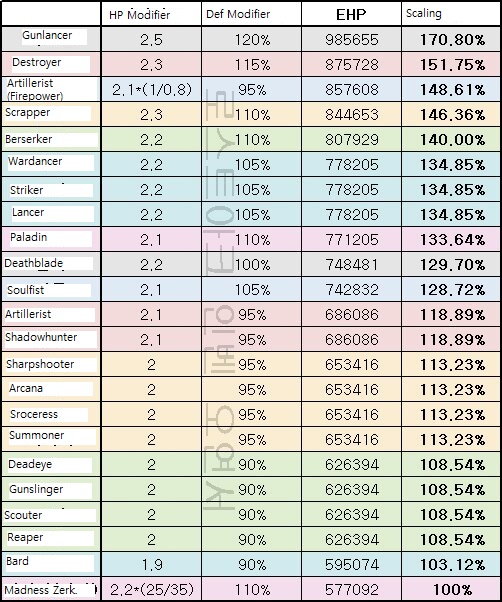 HP Modifier Def Modifier EHP Scaling
Gunlancer 2,5 120% 985655 170,80%
Destroyer 2,3 115% 875728 151,75%
Artillerist
(Firepower) 2,1*(1/0,8) 95% 857608 148,61%
Scrapper 2,3 110% 844653 146,36%
Berserker 2,2 110% 807929 140,00%
Wardancer 2,2 105% 778205 134,85%
Striker 2,2 105% 778205 134,85%
Lancer 2,2 105% 778205 134,85%
Paladin 2,1 110% 771205 133,64%
Deathblade 2,2 100% 748481 129,70%
Soulfist 2,1 105% 742832 128,72%
Artillerist 2,1 95% 686086 118,89%
Shadowhunter 2,1 95% 686086 118,89%
Sharpshooter 2 95% 653416 113,23%
Arcana 2 95% 653416 113,23%
Sroceress 2 95% 653416 113,23%
Summoner 2 95% 653416 113,23%
Deadeye 2 90% 626394 108,54%
Gunslinger 2 90% 626394 108,54%
Scouter 2 90% 626394 108,54%
Reaper 2 90% 626394 108,54%
Bard 1,9 90% 595074 103,12%
Madness Zerk. 2,2*(25/35) 110% 577092 100%